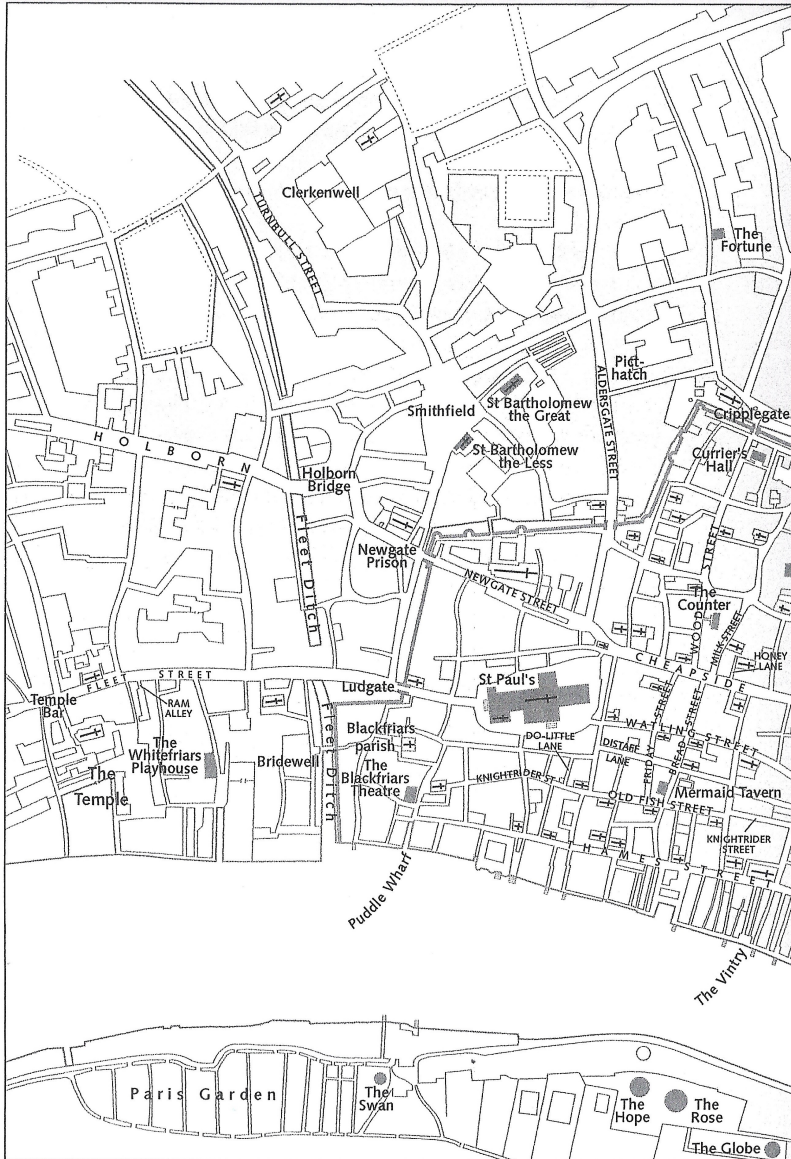 Clerkenwell
TURNBULL STREET
The
Fortune
Pict-
hatch
ALDERSGATE STREET
Smithfield
St Bartholomew
the Great
Cripplegate
HOLBORN
St Bartholomew
the Less
Currier's
Hall
Holborn
Bridge
Fleet Ditch
Newgate
Prison
NEWGATE STREET
The
Counter
WOOD STREET
MILK STREET
HONEY
LANE
CHEAPSIDE
FLEET STREET
Ludgate
St Paul's
Temple
Bar
RAM
ALLEY
Fleet Ditch
Blackfriars
parish
DO-LITTLE
LANE
WATLING STREET
DISTAFF
LANE
FRIDAY STREET
BREAD STREET
The
Whitefriars
Playhouse
Bridewell
The
Blackfriars
Theatre
KNIGHTRIDER ST
The
Temple
Mermaid Tavern
OLD FISH STREET
KNIGHTRIDER
STREET
THAMES STREET
Puddle Wharf
The Vintry
Paris Garden
The
Swan
The
Hope
The
Rose
The Globe